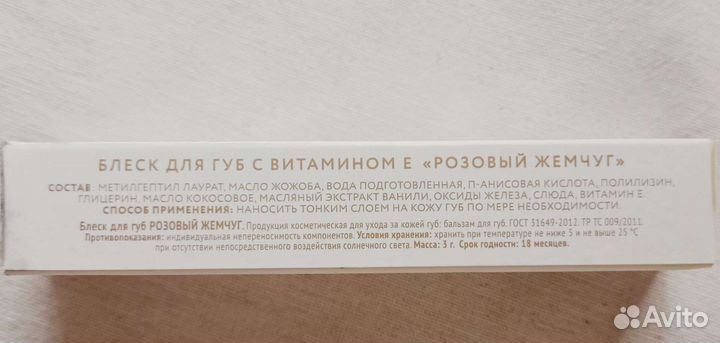 БЛЕСК ДЛЯ ГУБ С ВИТАМИНОМ Е «РОЗОВЫЙ ЖЕМЧУГ»
СОСТАВ: МЕТИЛГЕПТИЛ ЛАУРАТ, МАСЛО ЖОЖОБА, ВОДА ПОДГОТОВЛЕННАЯ, П-АНИСОВАЯ КИСЛОТА, ПОЛИЛИЗИН,
ГЛИЦЕРИН, МАСЛО КОКОСОВОЕ, МАСЛЯНЫЙ ЭКСТРАКТ ВАНИЛИ, ОКСИДЫ ЖЕЛЕЗА, СЛЮДА, ВИТАМИН Е.
СПОСОБ ПРИМЕНЕНИЯ: НАНОСИТЬ ТОНКИМ СЛОЕМ НА КОЖУ ГУБ ПО МЕРЕ НЕОБХОДИМОСТИ.
Блеск для губ РОЗОВЫЙ ЖЕМЧУГ. Продукция косметическая для ухода за кожей губ: бальзам для губ. ГОСТ 31649-2012. ТР ТС 009/2011.
Противопоказания: индивидуальная непереносимость компонентов. Условия хранения: хранить при температуре не ниже 5 и не выше 25 °С
при отсутствии непосредственного воздействия солнечного света. Масса: 3 г. Срок годности: 18 месяцев.
Avito